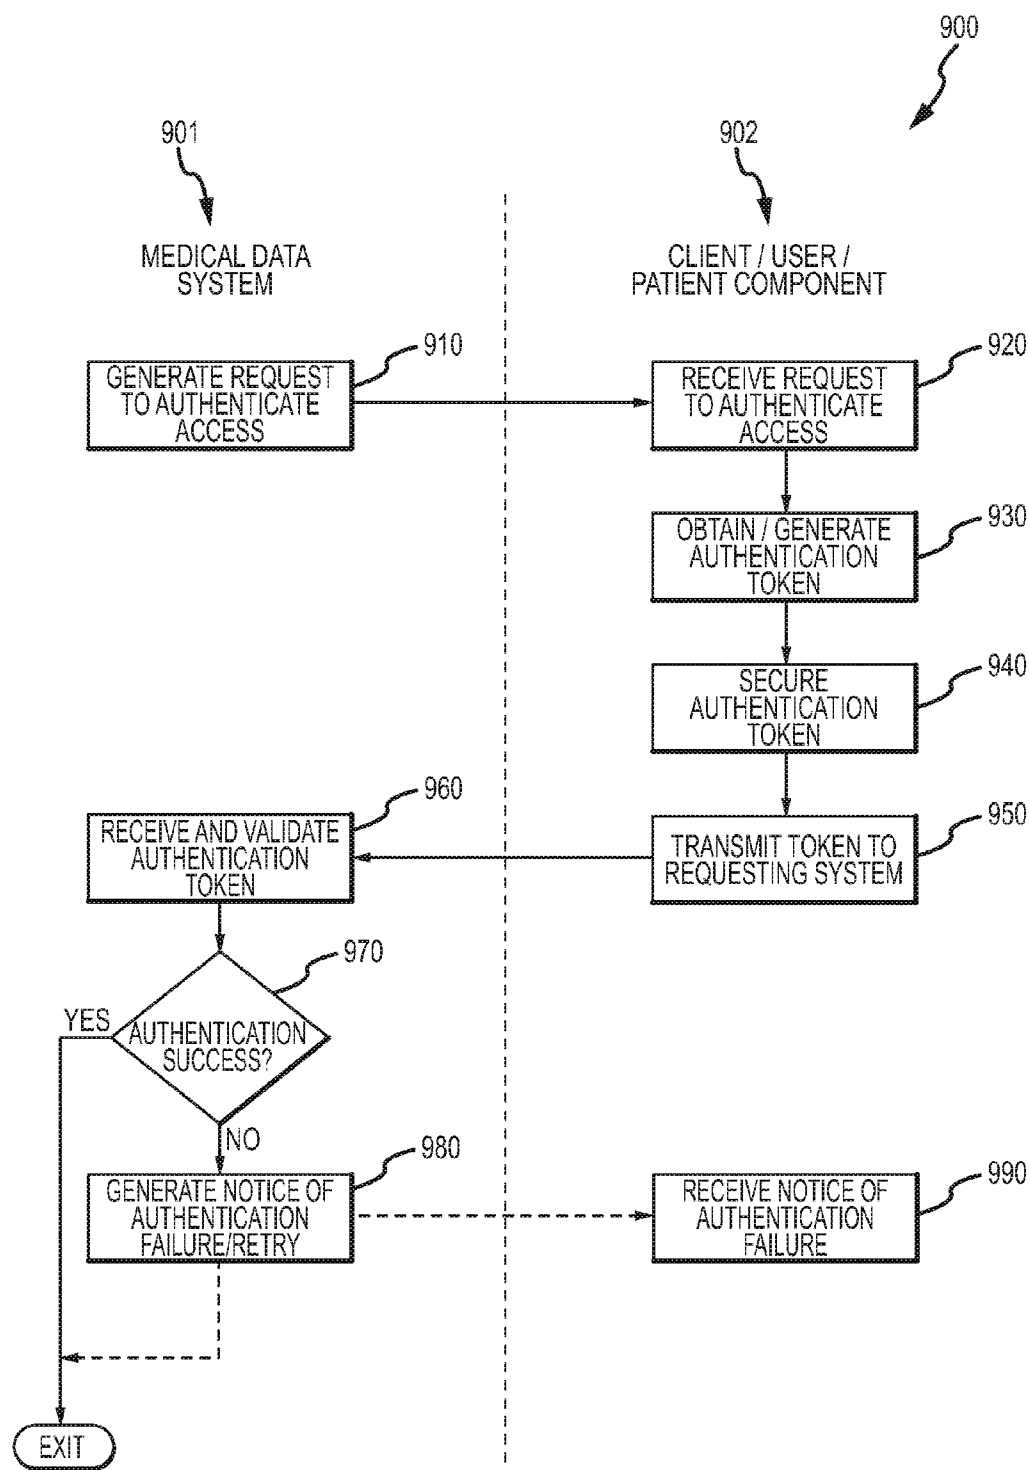 900
901
902
MEDICAL DATA
SYSTEM
CLIENT / USER /
PATIENT COMPONENT
910
GENERATE REQUEST
TO AUTHENTICATE
ACCESS
920
RECEIVE REQUEST
TO AUTHENTICATE
ACCESS
930
OBTAIN / GENERATE
AUTHENTICATION
TOKEN
940
SECURE
AUTHENTICATION
TOKEN
950
TRANSMIT TOKEN TO
REQUESTING SYSTEM
960
RECEIVE AND VALIDATE
AUTHENTICATION
TOKEN
970
YES
AUTHENTICATION
SUCCESS?
NO
980
GENERATE NOTICE OF
AUTHENTICATION
FAILURE/RETRY
990
RECEIVE NOTICE OF
AUTHENTICATION
FAILURE
EXIT